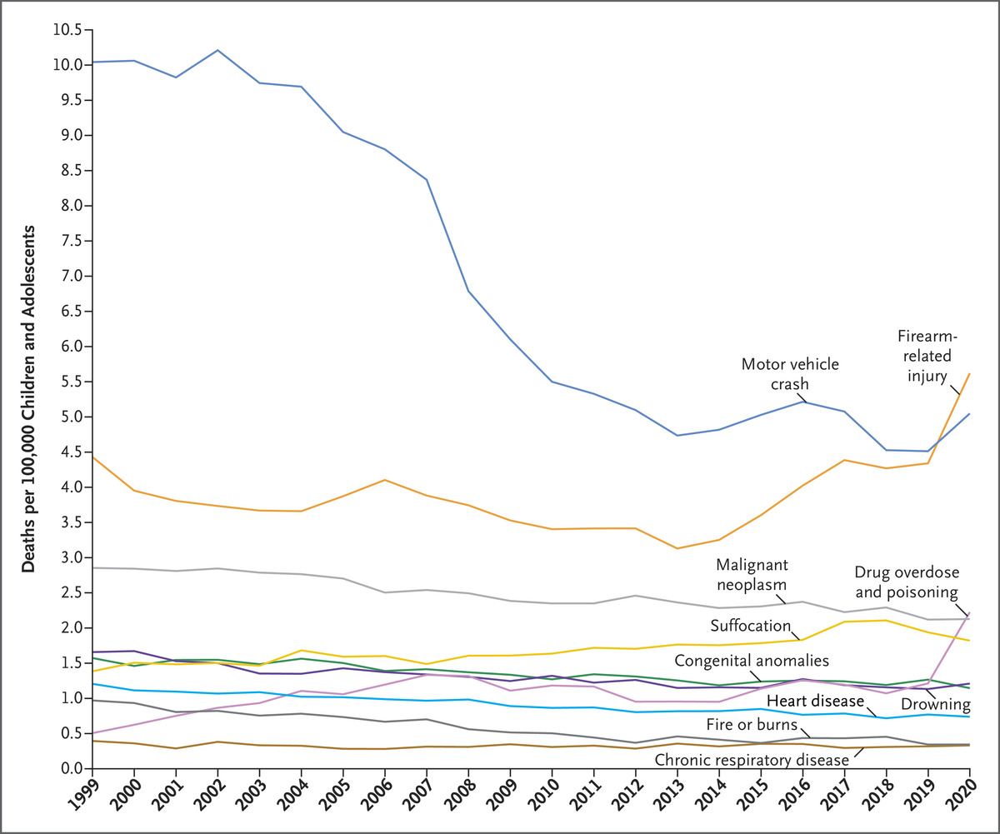 10.5
10.0
9.5
9.0
8.5
8.0
7.5
7.0
6.5
6.0
5.5
5.0
4.5
4.0
3.5
3.0
2.5
2.0
1.5
1.0
0.5
0.0
Deaths per 100,000 Children and Adolescents
Firearm-
related
injury
Motor vehicle
crash
Malignant
neoplasm
Drug overdose
and poisoning
Suffocation
Congenital anomalies
Heart disease
Drowning
Fire or burns
Chronic respiratory disease
1999
2000
2001
2002
2003
2004
2005
2006
2007
2008
2009
2010
2011
2012
2013
2014
2015
2016
2017
2018
2019
2020